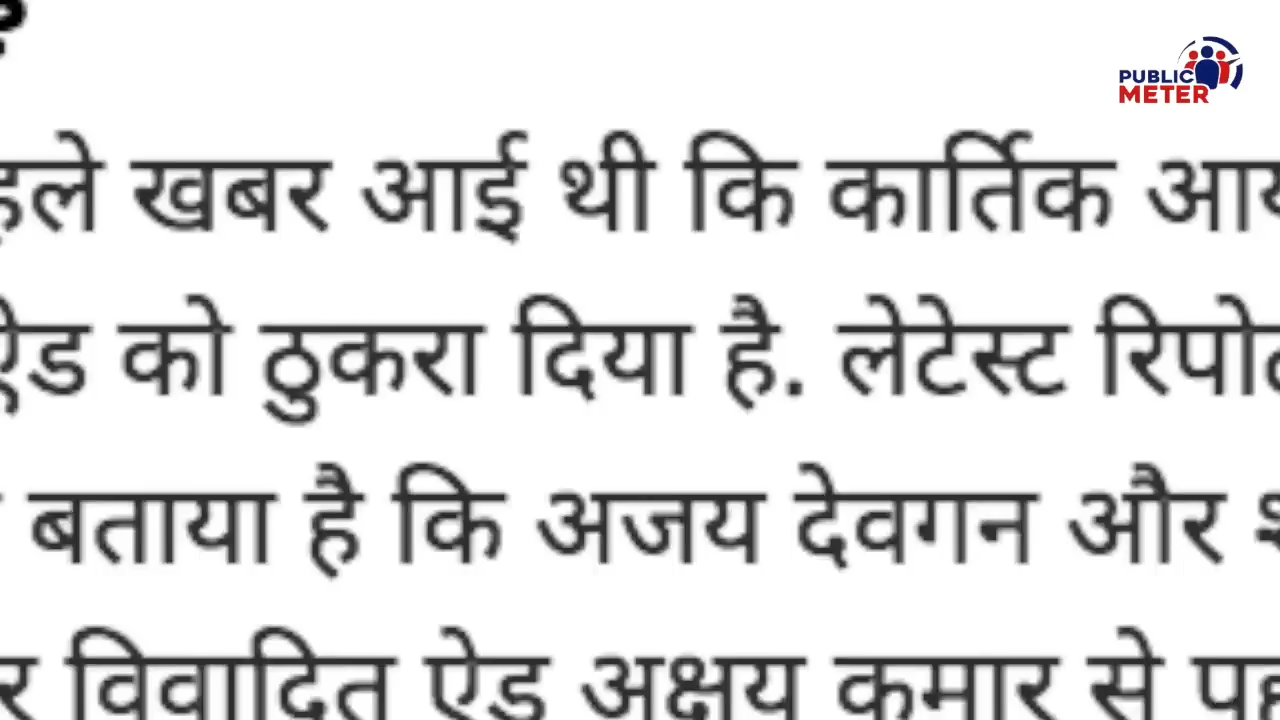 PUBLIC
METER
खबर आई थी कि कार्तिक
को ठुकरा दिया है. लेटेस्ट
बताया है कि अजय देवगन और
विवादित ऐड अक्षय कुमार से